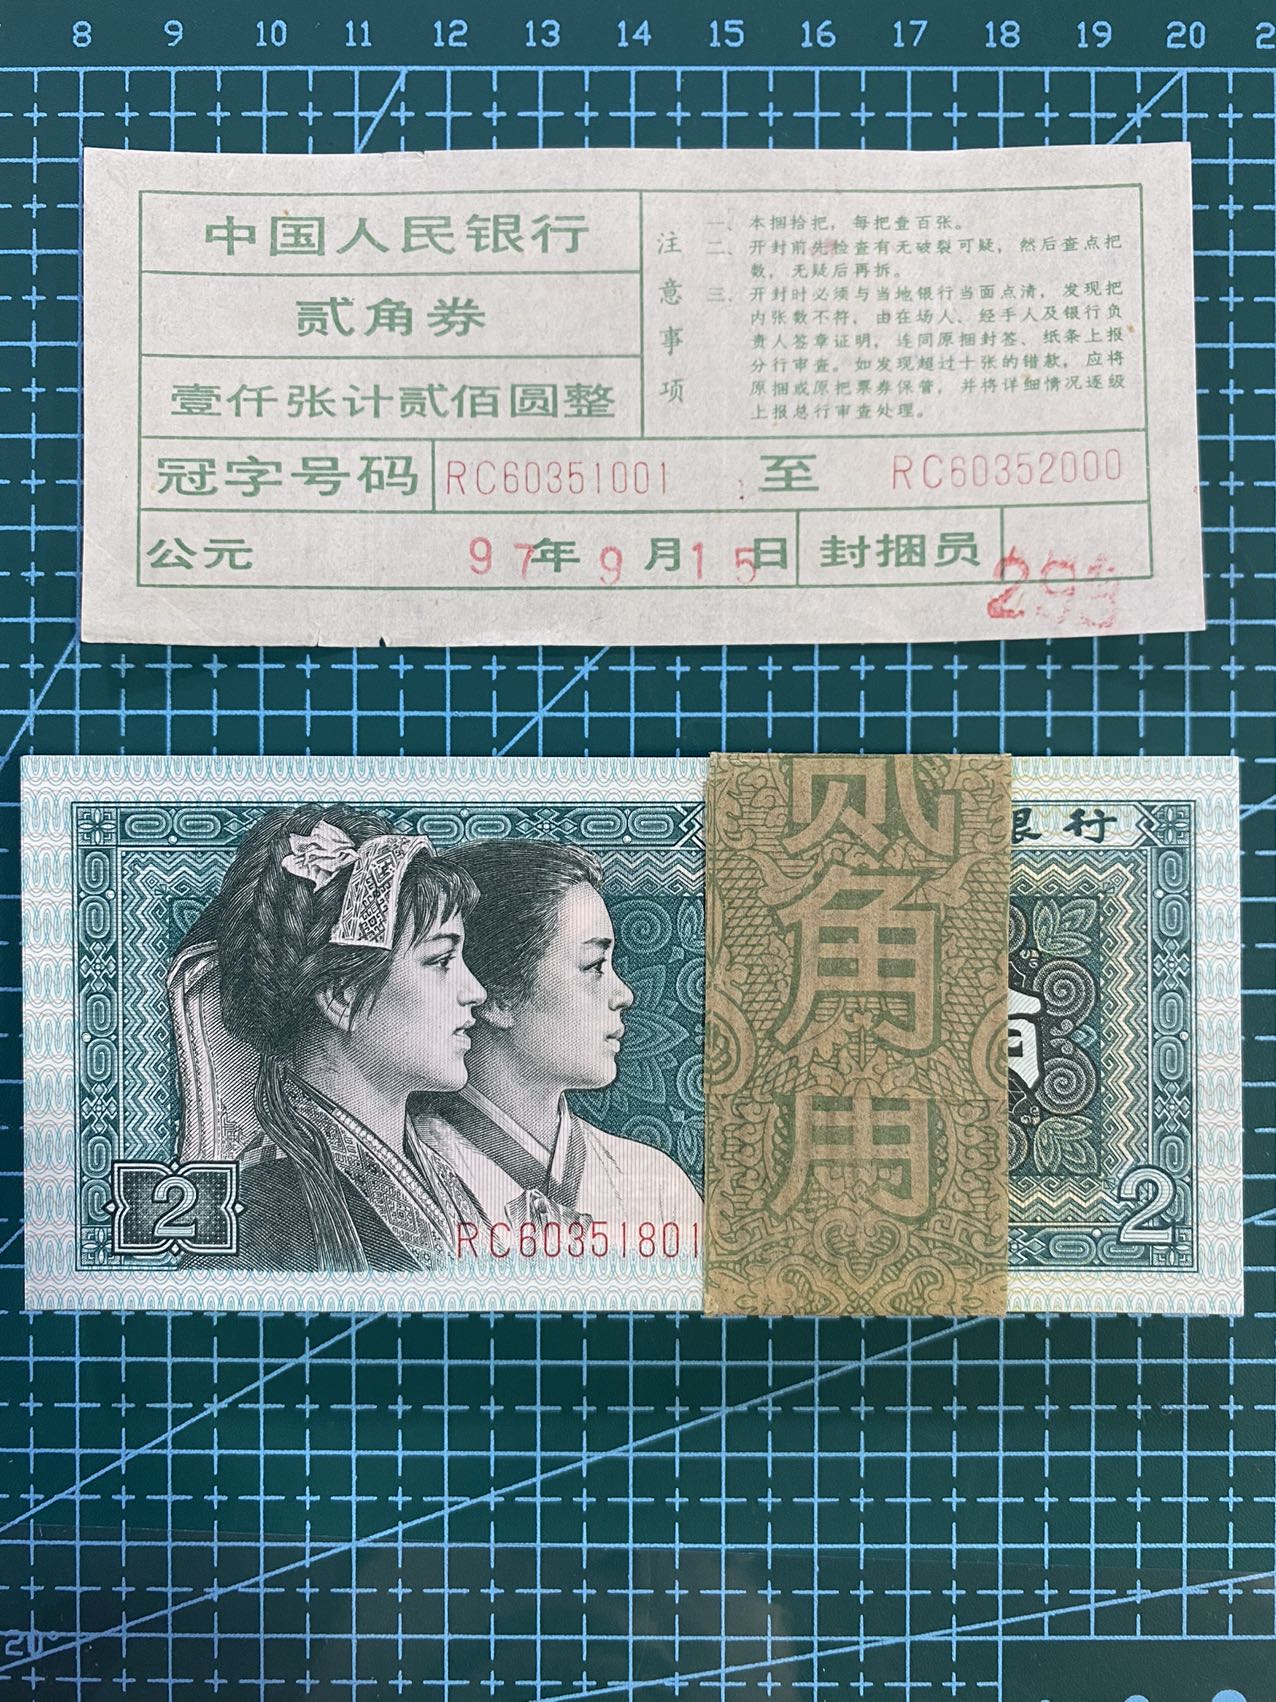 8 9 10 11 12 13 14 15 16 17 18 19 20 2
中国人民银行
贰角券
壹仟张计贰佰圆整
注意事项
一、本捆拾把，每把查百张。
二、开封前先检查有无破裂可疑，然后查点把
数，无疑后再拆。
三、开封时必须与当地银行当面点清，发现把
内张数不符，由在场人、经手人及银行负
责人签章证明，连同原捆封签、纸条上报
分行审查。如发现超过十张的错款，应将
原捆或原把票券保管，并将详细情况逐级
上报总行审查处理。
冠字号码 RC60351001 至 RC60352000
公元 97年9月15日 封捆员
银行
贰角
角
2
RC60351801
2
20°